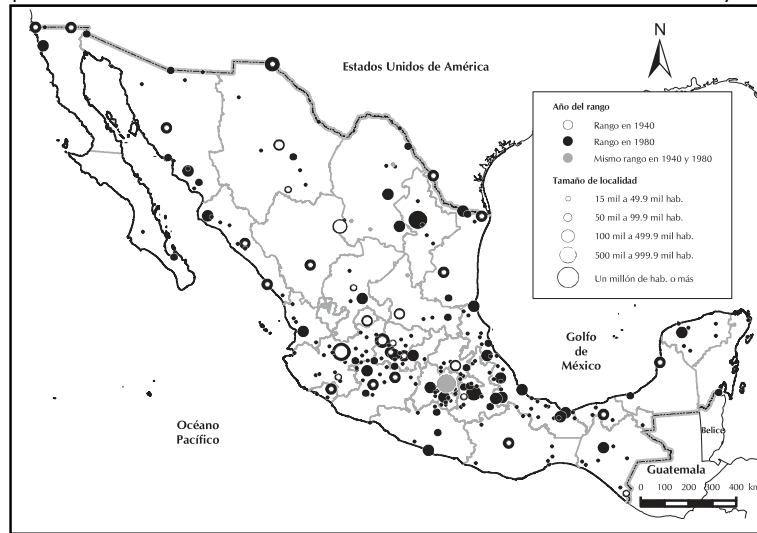 N
Estados Unidos de América
Año del rango
Rango en 1940
Rango en 1980
Mismo rango en 1940 y 1980
Tamaño de localidad
15 mil a 49.9 mil hab.
50 mil a 99.9 mil hab.
100 mil a 499.9 mil hab.
500 mil a 999.9 mil hab.
Un millón de hab. o más
Golfo
de
México
Océano
Pacífico
Belice
Guatemala
0 100 200 300 400 km